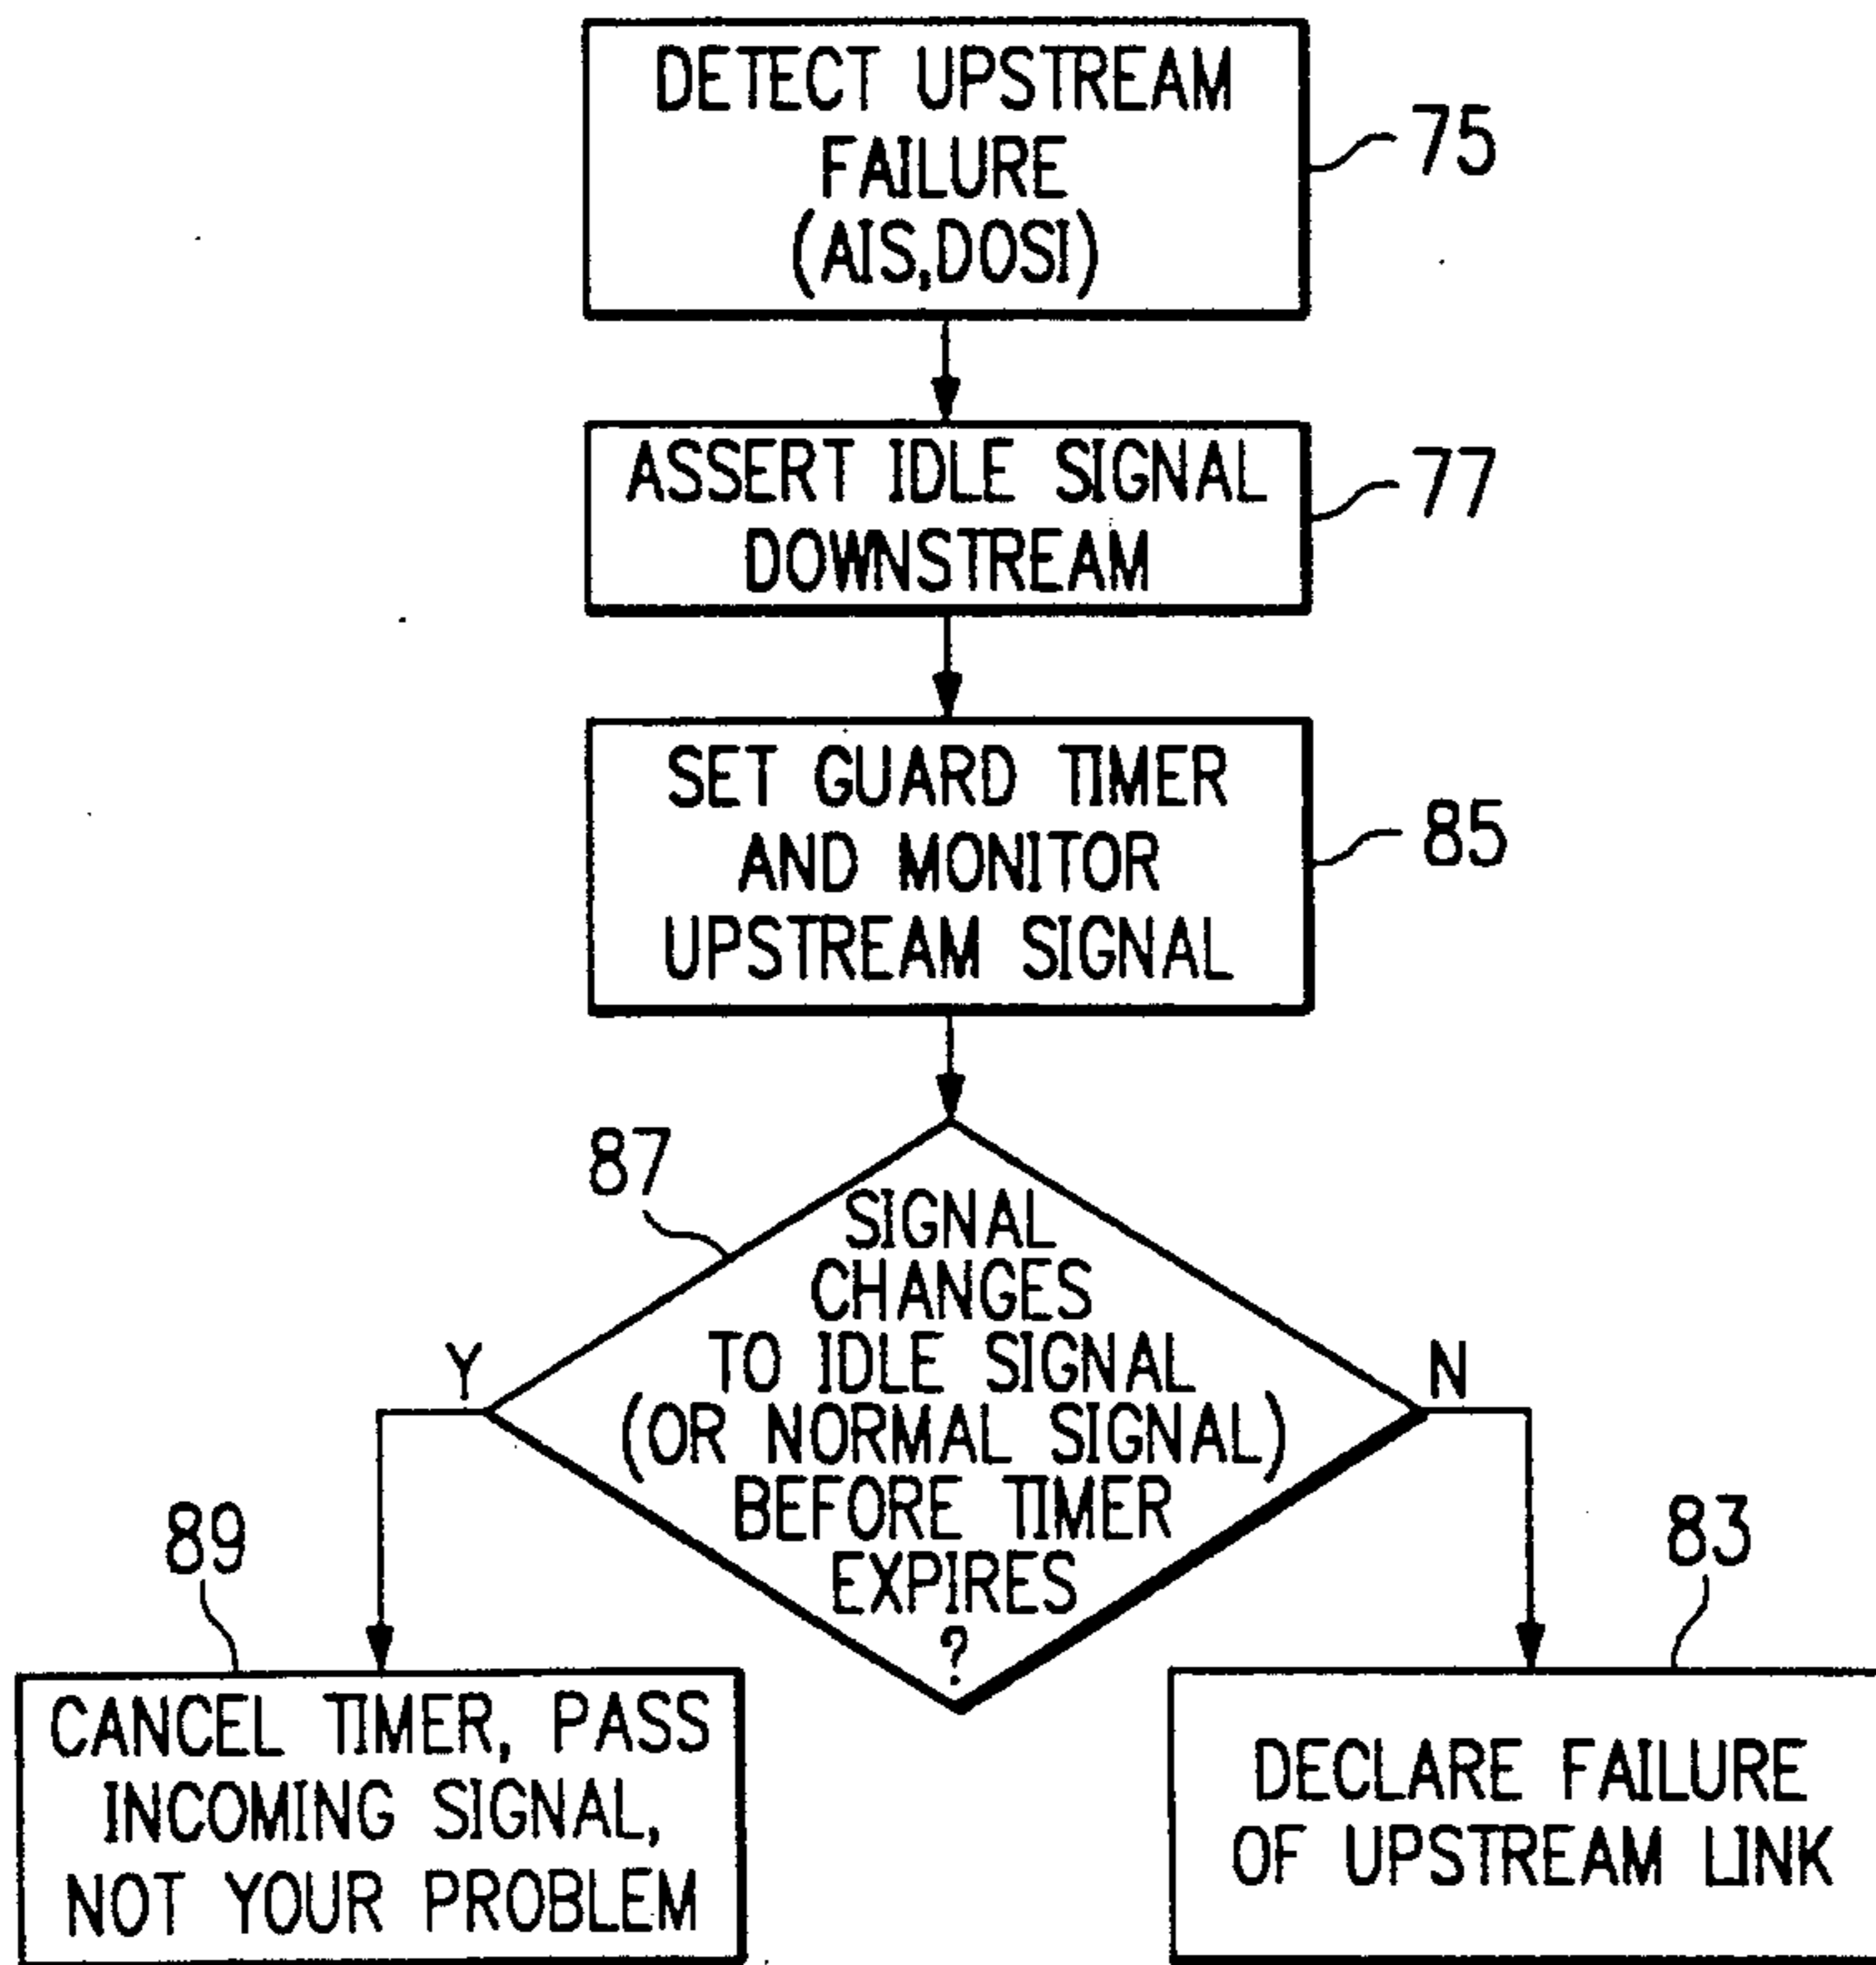 DETECT UPSTREAM
FAILURE
(AIS,DOSI)
75
ASSERT IDLE SIGNAL
DOWNSTREAM
77
SET GUARD TIMER
AND MONITOR
UPSTREAM SIGNAL
85
87
SIGNAL
CHANGES
TO IDLE SIGNAL
(OR NORMAL SIGNAL)
BEFORE TIMER
EXPIRES
?
Y
N
89
CANCEL TIMER, PASS
INCOMING SIGNAL,
NOT YOUR PROBLEM
83
DECLARE FAILURE
OF UPSTREAM LINK